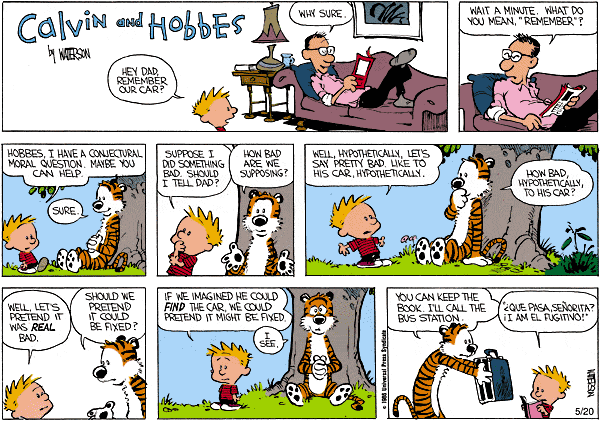 CALVIN AND HOBBES
by WATTERSON
HEY DAD,
REMEMBER
OUR CAR?
WHY SURE.
WAIT A MINUTE. WHAT DO
YOU MEAN, "REMEMBER"?
HOBBES, I HAVE A CONJECTURAL
MORAL QUESTION. MAYBE YOU
CAN HELP.
SURE.
SUPPOSE I
DID SOMETHING
BAD. SHOULD
I TELL DAD?
HOW BAD
ARE WE
SUPPOSING?
WELL, HYPOTHETICALLY, LET'S
SAY PRETTY BAD. LIKE TO
HIS CAR, HYPOTHETICALLY.
HOW BAD,
HYPOTHETICALLY,
TO HIS CAR?
WELL, LET'S
PRETEND IT
WAS REAL
BAD.
SHOULD WE
PRETEND
IT COULD
BE FIXED?
IF WE IMAGINED HE COULD
FIND THE CAR, WE COULD
PRETEND IT MIGHT BE FIXED.
I
SEE.
© 1988 Universal Press Syndicate
YOU CAN KEEP THE
BOOK. I'LL CALL THE
BUS STATION.
"¿QUE PASA, SEÑORITA?
¡I AM EL FUGITIVO!"
WATTERSON
5/20